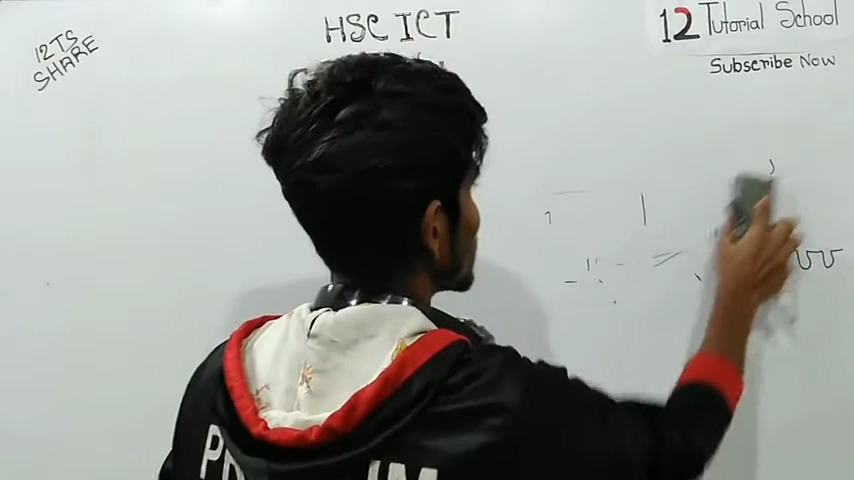 12TS
SHARE
HSC ICT
12 Tutorial School
Subscribe Now